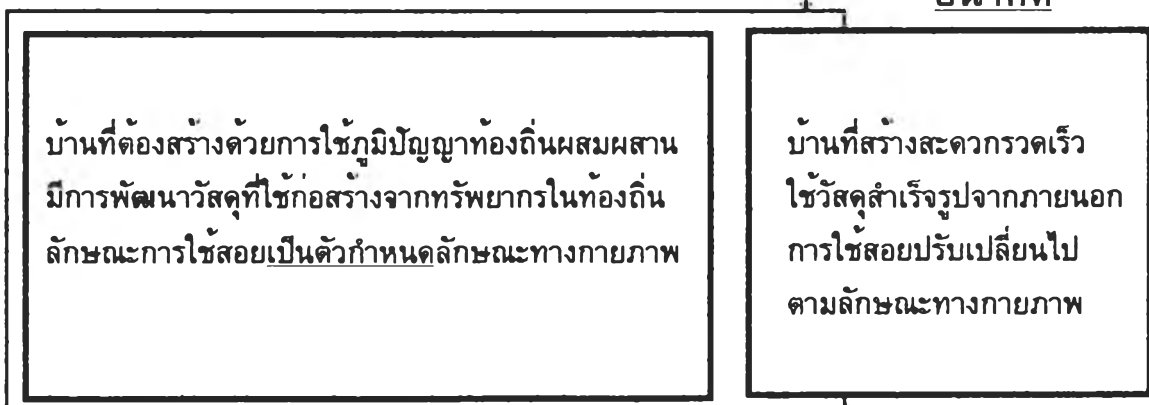 บ้านที่ต้องสร้างด้วยการใช้ภูมิปัญญาท้องถิ่นผสมผสาน
มีการพัฒนาวัสดุที่ใช้ก่อสร้างจากทรัพยากรในท้องถิ่น
ลักษณะการใช้สอยเป็นตัวกำหนดลักษณะทางกายภาพ
บ้านที่สร้างสะดวกรวดเร็ว
ใช้วัสดุสำเร็จรูปจากภายนอก
การใช้สอยปรับเปลี่ยนไป
ตามลักษณะทางกายภาพ